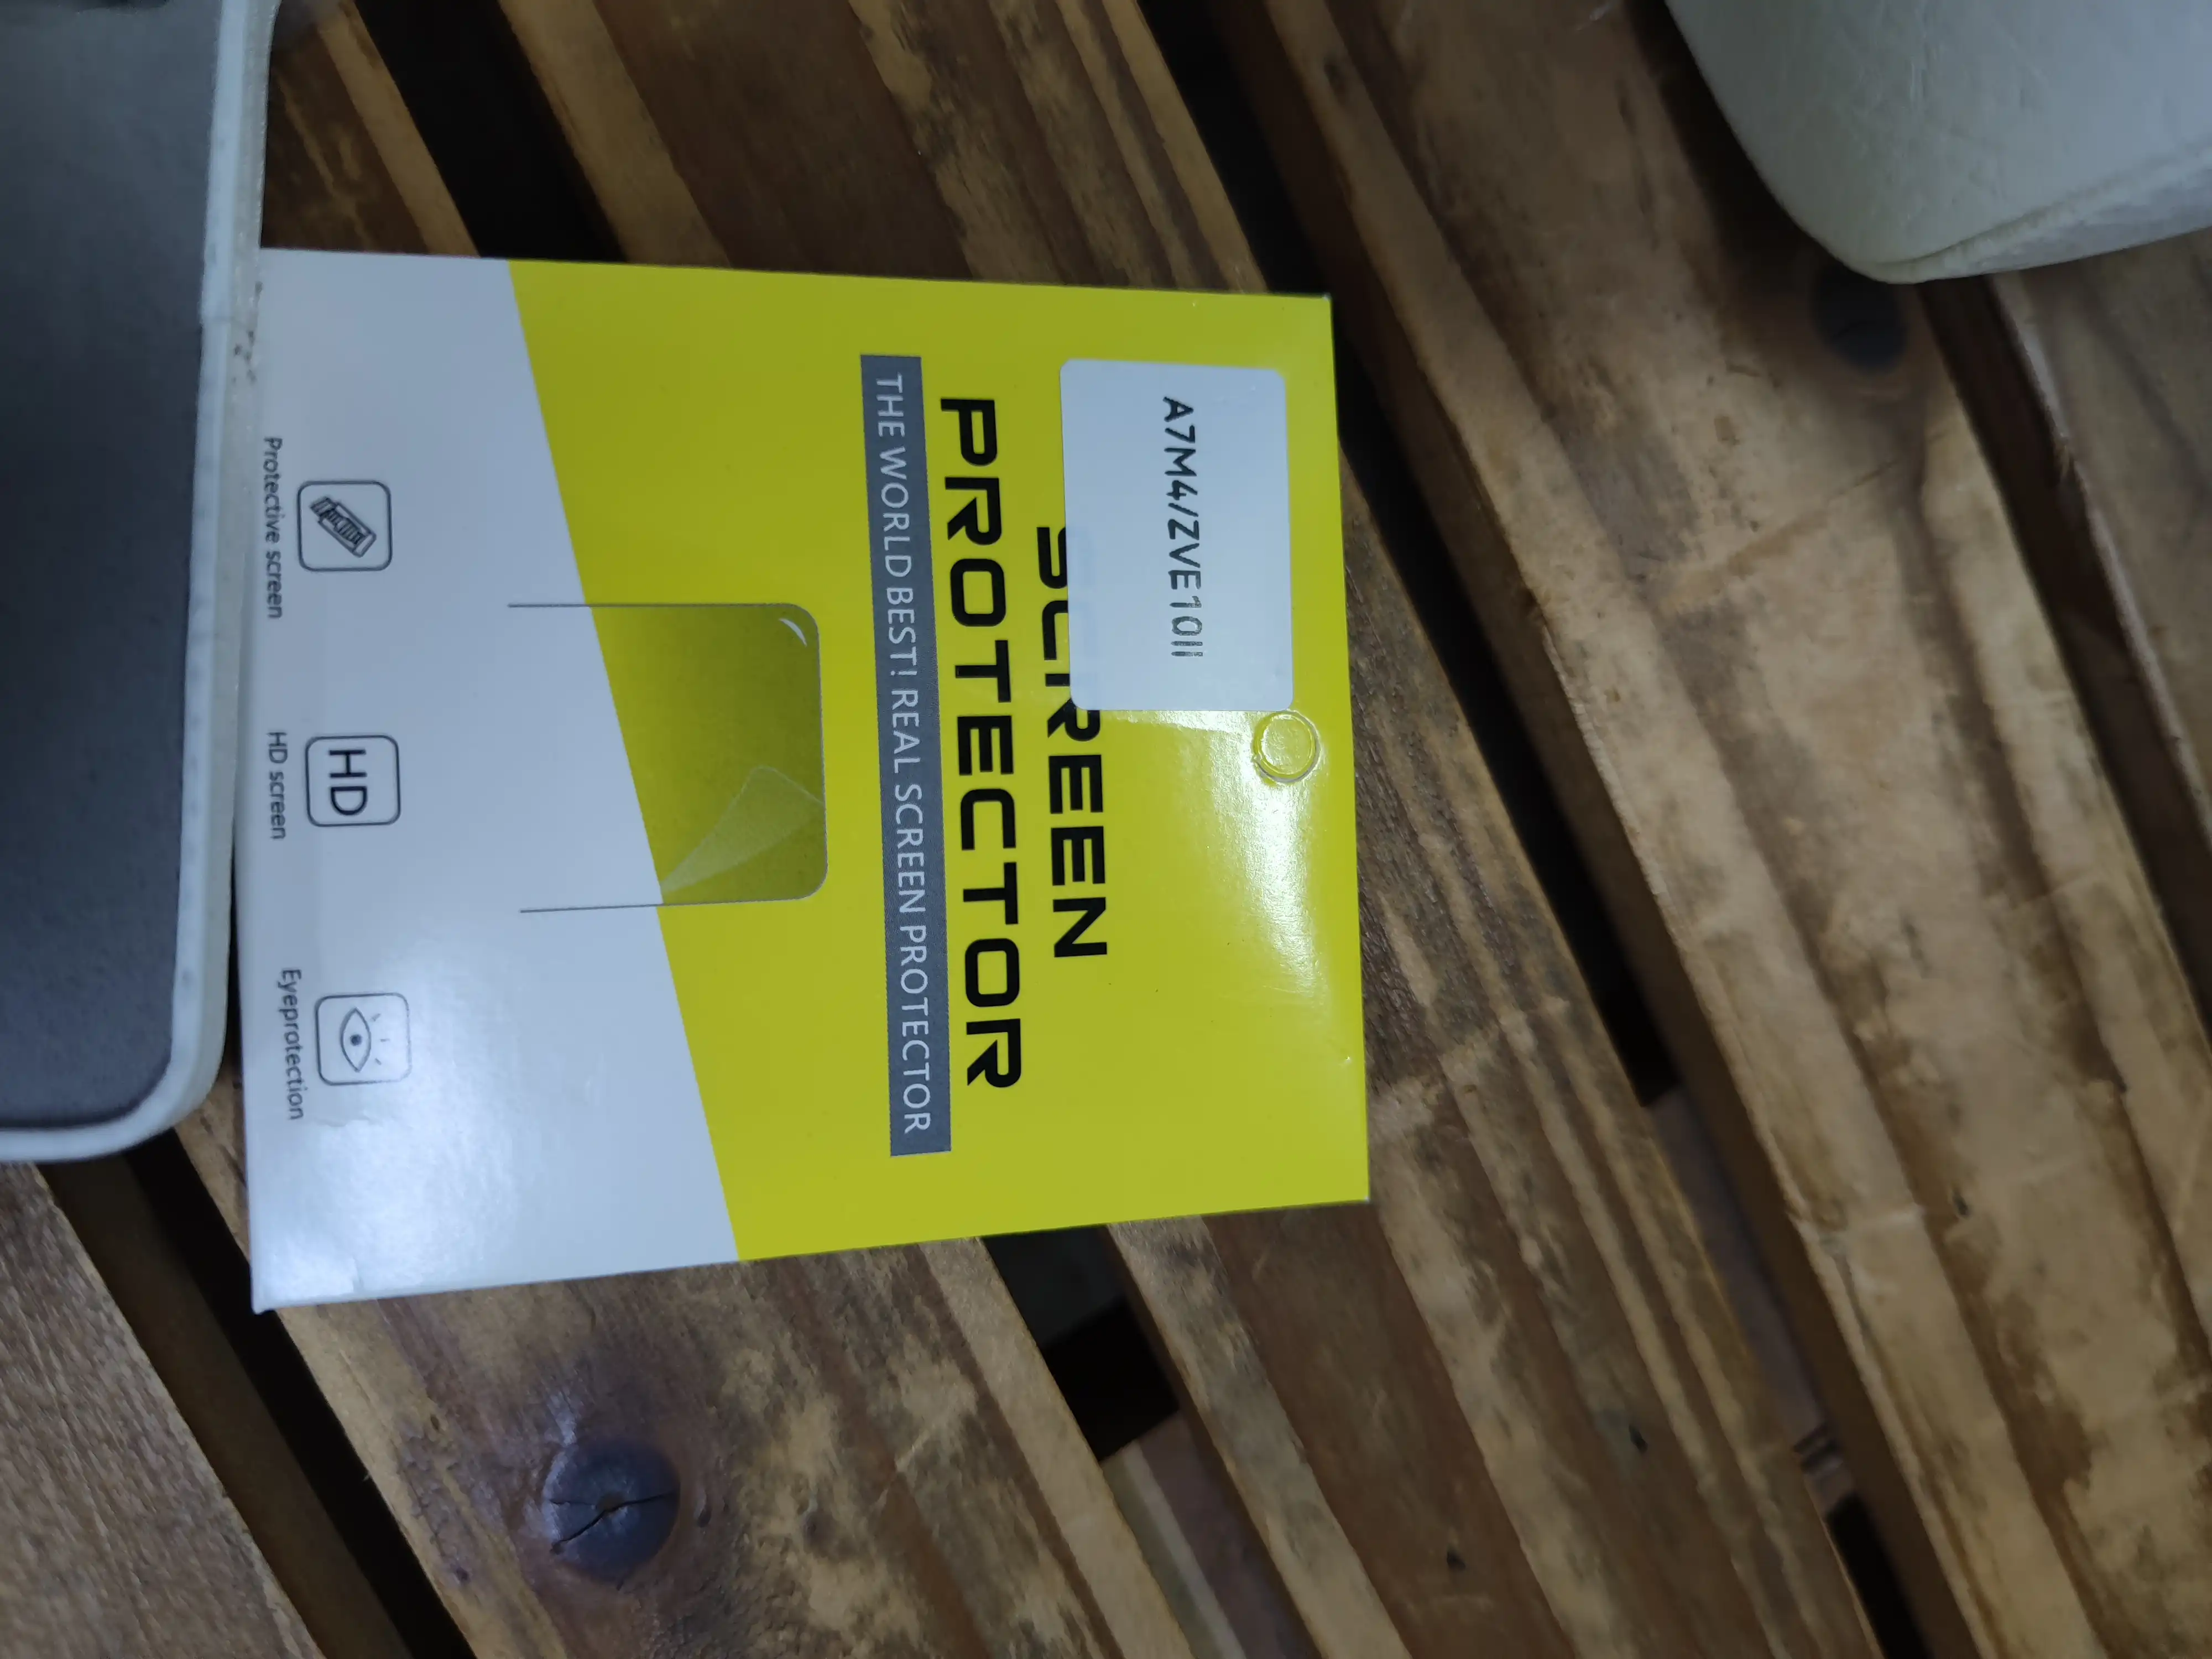 A7M4/ZVE10II
SCREEN
PROTECTOR
THE WORLD BEST! REAL SCREEN PROTECTOR
HD
Protective screen
HD screen
Eyeprotection